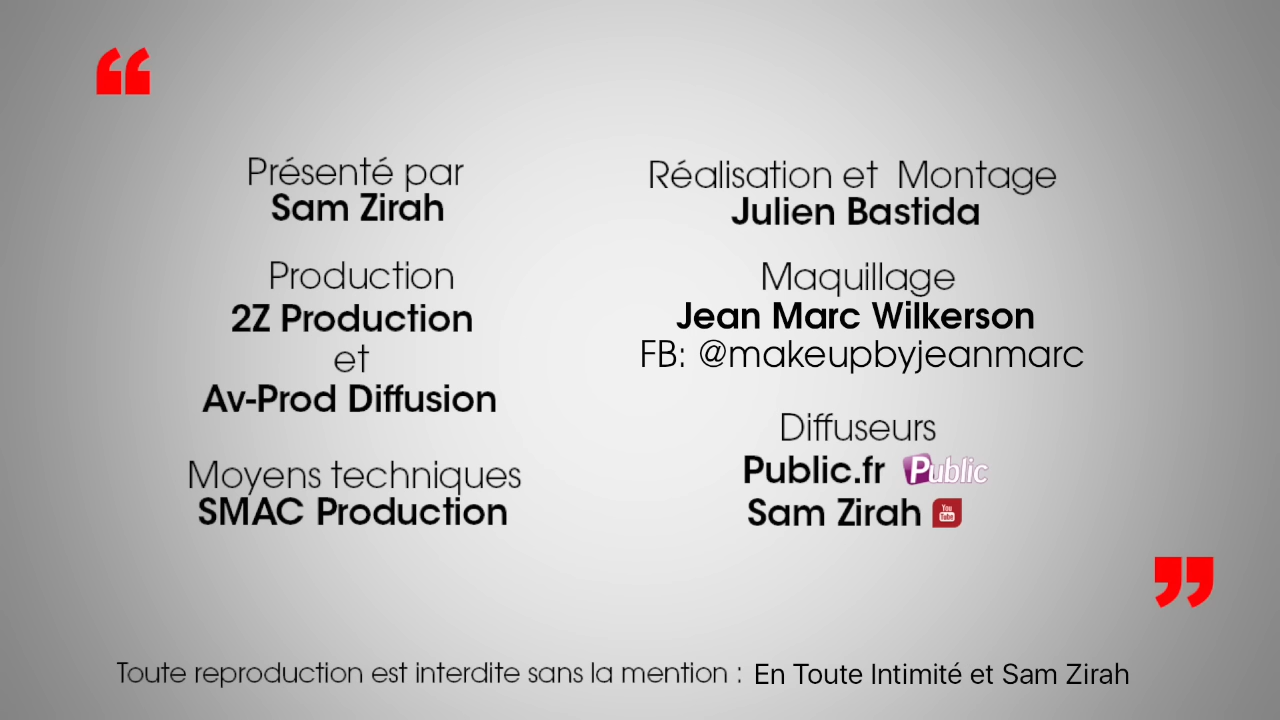 Présenté par
Sam Zirah
Production
2Z Production
et
Av-Prod Diffusion
Moyens techniques
SMAC Production
Réalisation et Montage
Julien Bastida
Maquillage
Jean Marc Wilkerson
FB: @makeupbyjeanmarc
Diffuseurs
Public.fr Public
Sam Zirah You Tube
Toute reproduction est interdite sans la mention : En Toute Intimité et Sam Zirah